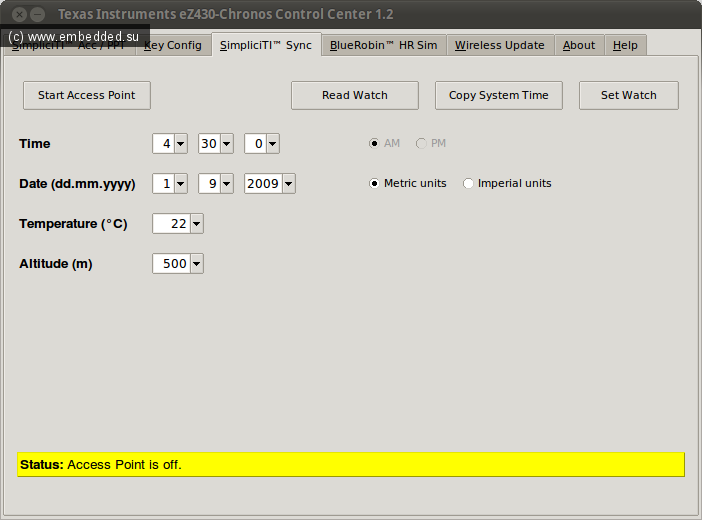 Texas Instruments eZ430-Chronos Control Center 1.2
(c) www.embedded.su
SimpliciTI™ Acc / PPT Key Config SimpliciTI™ Sync BlueRobin™ HR Sim Wireless Update About Help
Start Access Point Read Watch Copy System Time Set Watch
Time 4 30 0 AM PM
Date (dd.mm.yyyy) 1 9 2009 Metric units Imperial units
Temperature (°C) 22
Altitude (m) 500
Status: Access Point is off.